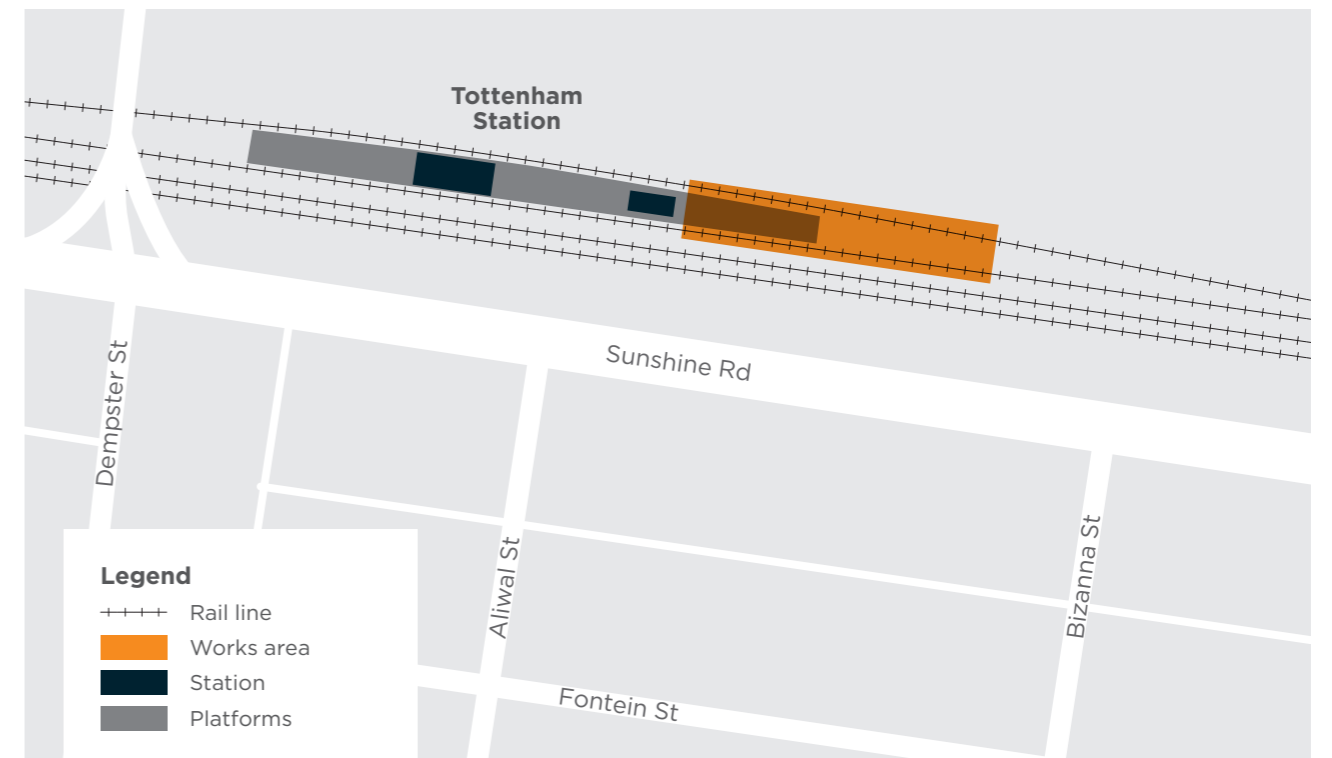 Tottenham
Station
Sunshine Rd
Dempster St
Aliwal St
Bizanna St
Fontein St
Legend
Rail line
Works area
Station
Platforms